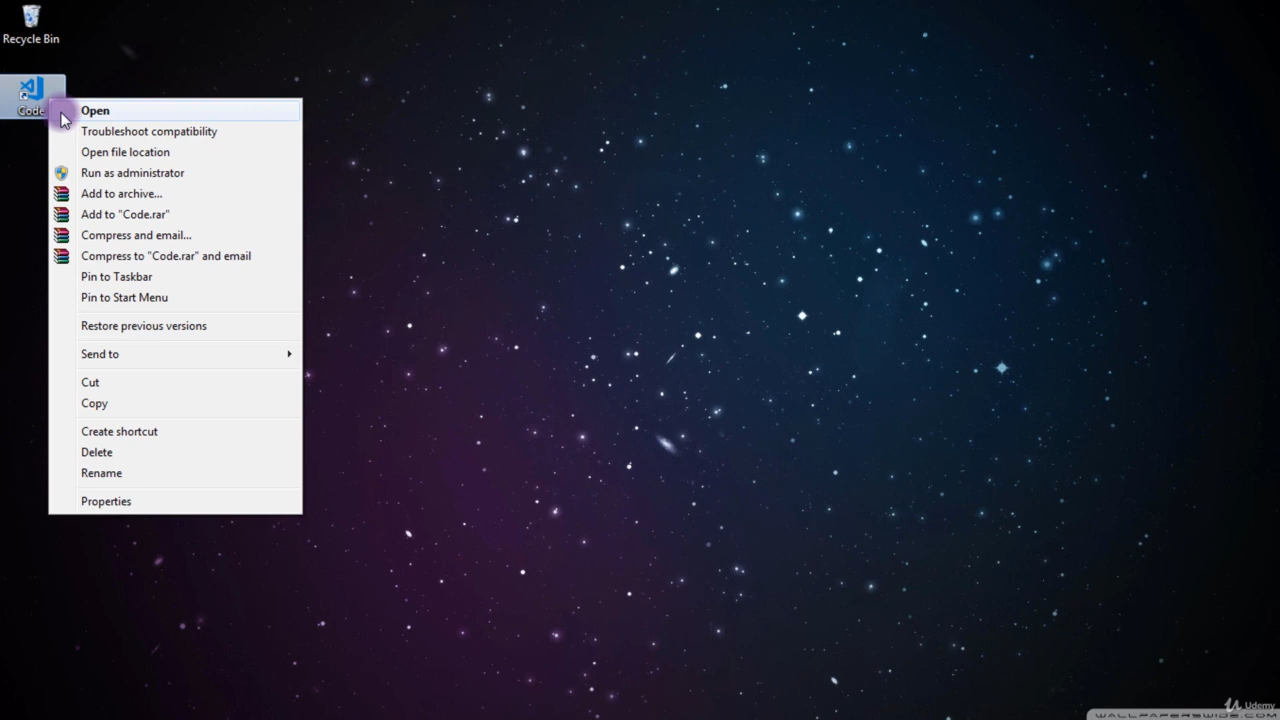 Recycle Bin
Code
Open
Troubleshoot compatibility
Open file location
Run as administrator
Add to archive...
Add to "Code.rar"
Compress and email...
Compress to "Code.rar" and email
Pin to Taskbar
Pin to Start Menu
Restore previous versions
Send to
Cut
Copy
Create shortcut
Delete
Rename
Properties
Udemy
WALLPAPERSWIDE.COM